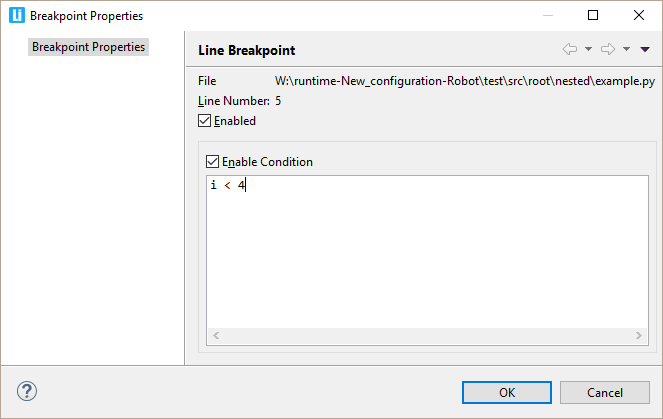 Li Breakpoint Properties
Breakpoint Properties
Line Breakpoint
File W:\runtime-New_configuration-Robot\test\src\root\nested\example.py
Line Number: 5
Enabled
Enable Condition
i < 4
?
OK Cancel